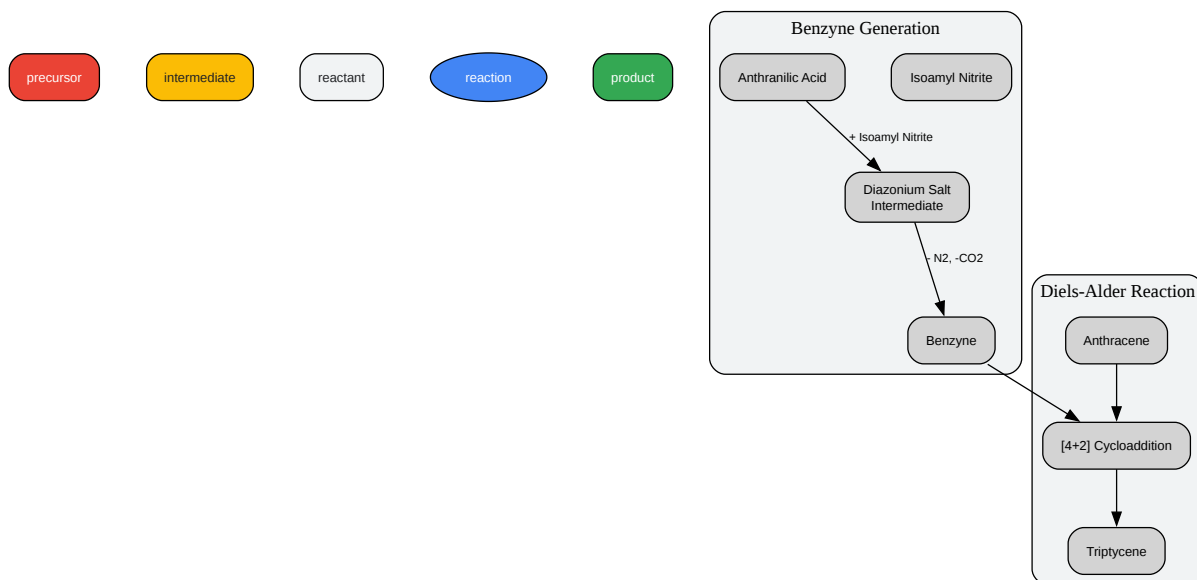 Benzyne Generation
precursor
intermediate
reactant
reaction
product
Anthranilic Acid
Isoamyl Nitrite
+ Isoamyl Nitrite
Diazonium Salt
Intermediate
- N2, -CO2
Diels-Alder Reaction
Benzyne
Anthracene
[4+2] Cycloaddition
Triptycene